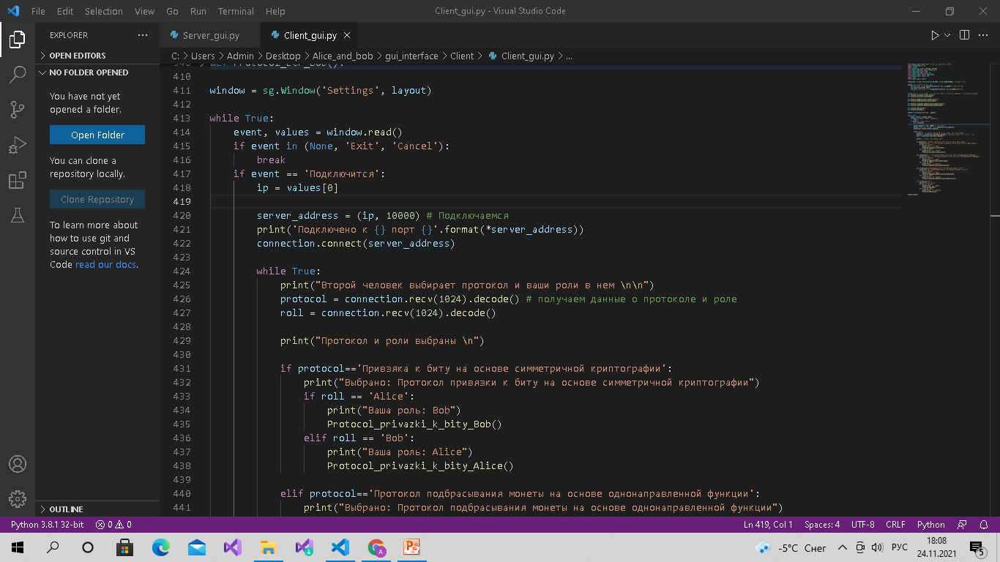 File Edit Selection View Go Run Terminal Help Client_gui.py - Visual Studio Code
EXPLORER
OPEN EDITORS
NO FOLDER OPENED
You have not yet
opened a folder.
Open Folder
You can clone a
repository locally.
Clone Repository
To learn more about
how to use git and
source control in VS
Code read our docs.
OUTLINE
Server_gui.py Client_gui.py
C: > Users > Admin > Desktop > Alice_and_bob > gui_interface > Client > Client_gui.py > ...
410
411 window = sg.Window('Settings', layout)
412
413 while True:
414 event, values = window.read()
415 if event in (None, 'Exit', 'Cancel'):
416 break
417 if event == 'Подключится':
418 ip = values[0]
419
420 server_address = (ip, 10000) # Подключаемся
421 print('Подключено к {} порт {}'.format(*server_address))
422 connection.connect(server_address)
423
424 while True:
425 print("Второй человек выбирает протокол и ваши роли в нем \n\n")
426 protocol = connection.recv(1024).decode() # получаем данные о протоколе и роле
427 roll = connection.recv(1024).decode()
428
429 print("Протокол и роли выбраны \n")
430
431 if protocol=='Привзяка к биту на основе симметричной криптографии':
432 print("Выбрано: Протокол привязки к биту на основе симметричной криптографии")
433 if roll == 'Alice':
434 print("Ваша роль: Bob")
435 Protocol_privazki_k_bity_Bob()
436 elif roll == 'Bob':
437 print("Ваша роль: Alice")
438 Protocol_privazki_k_bity_Alice()
439
440 elif protocol=='Протокол подбрасывания монеты на основе однонаправленной функции':
441 print("Выбрано: Протокол подбрасывания монеты на основе однонаправленной функции")
Python 3.8.1 32-bit 0 0 Ln 419, Col 1 Spaces: 4 UTF-8 CRLF Python
-5°C Снег РУС 18:08
24.11.2021
5